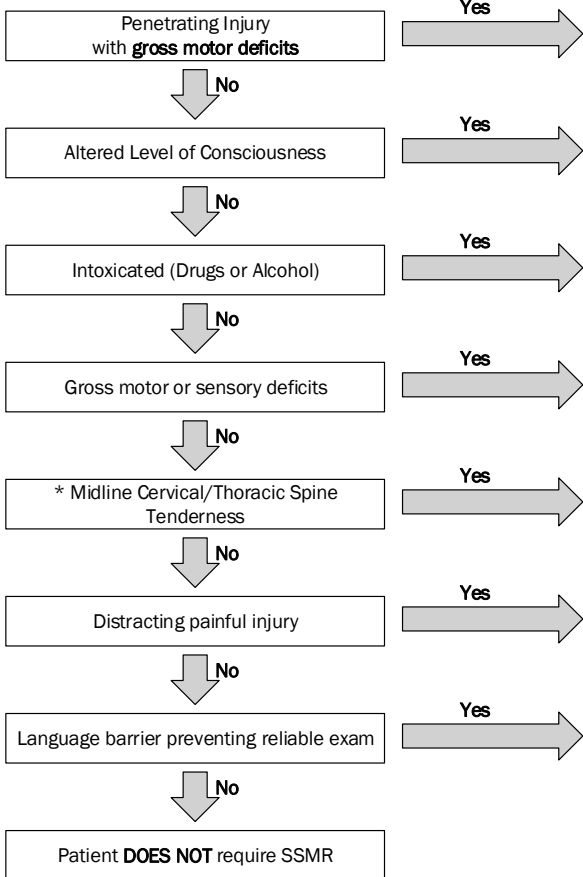 Yes
Penetrating Injury
with gross motor deficits
No
Yes
Altered Level of Consciousness
No
Yes
Intoxicated (Drugs or Alcohol)
No
Yes
Gross motor or sensory deficits
No
Yes
* Midline Cervical/Thoracic Spine
Tenderness
No
Yes
Distracting painful injury
No
Yes
Language barrier preventing reliable exam
No
Patient DOES NOT require SSMR